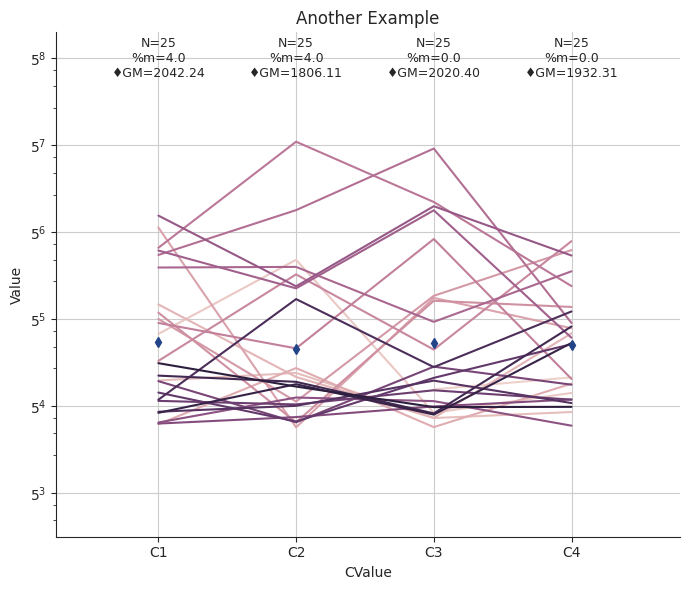 Another Example
N=25 N=25 N=25 N=25
%m=4.0 %m=4.0 %m=0.0 %m=0.0
♦GM=2042.24 ♦GM=1806.11 ♦GM=2020.40 ♦GM=1932.31
5⁸
5⁷
5⁶
5⁵
5⁴
5³
Value
C1 C2 C3 C4
CValue